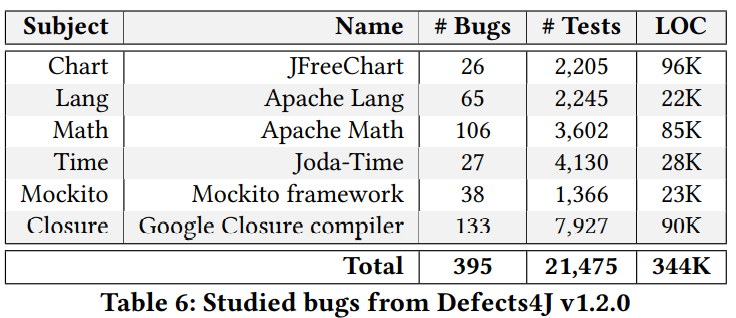 Subject Name # Bugs # Tests LOC
Chart JFreeChart 26 2,205 96K
Lang Apache Lang 65 2,245 22K
Math Apache Math 106 3,602 85K
Time Joda-Time 27 4,130 28K
Mockito Mockito framework 38 1,366 23K
Closure Google Closure compiler 133 7,927 90K
Total 395 21,475 344K
Table 6: Studied bugs from Defects4J v1.2.0